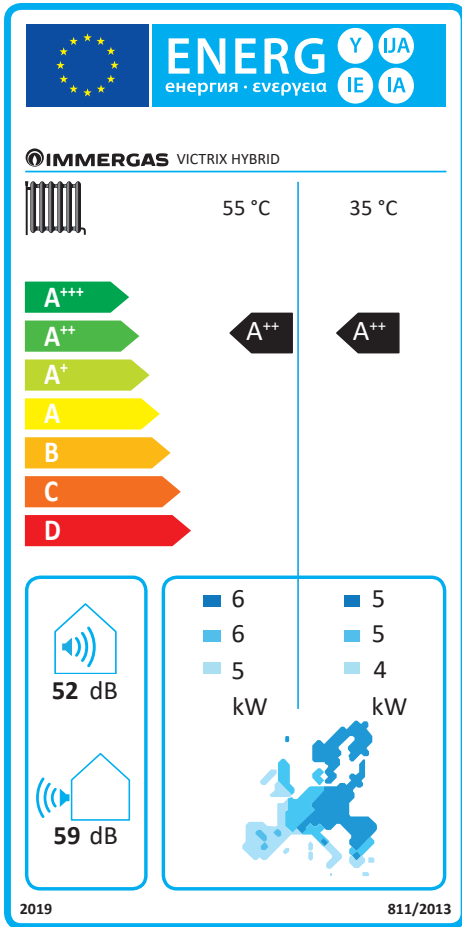 ENERG Y IJA
енергия · ενεργεια IE IA
IMMERGAS VICTRIX HYBRID
55 °C 35 °C
A+++
A++ A++ A++
A+
A
B
C
D
6 5
6 5
5 4
kW kW
52 dB
59 dB
2019 811/2013